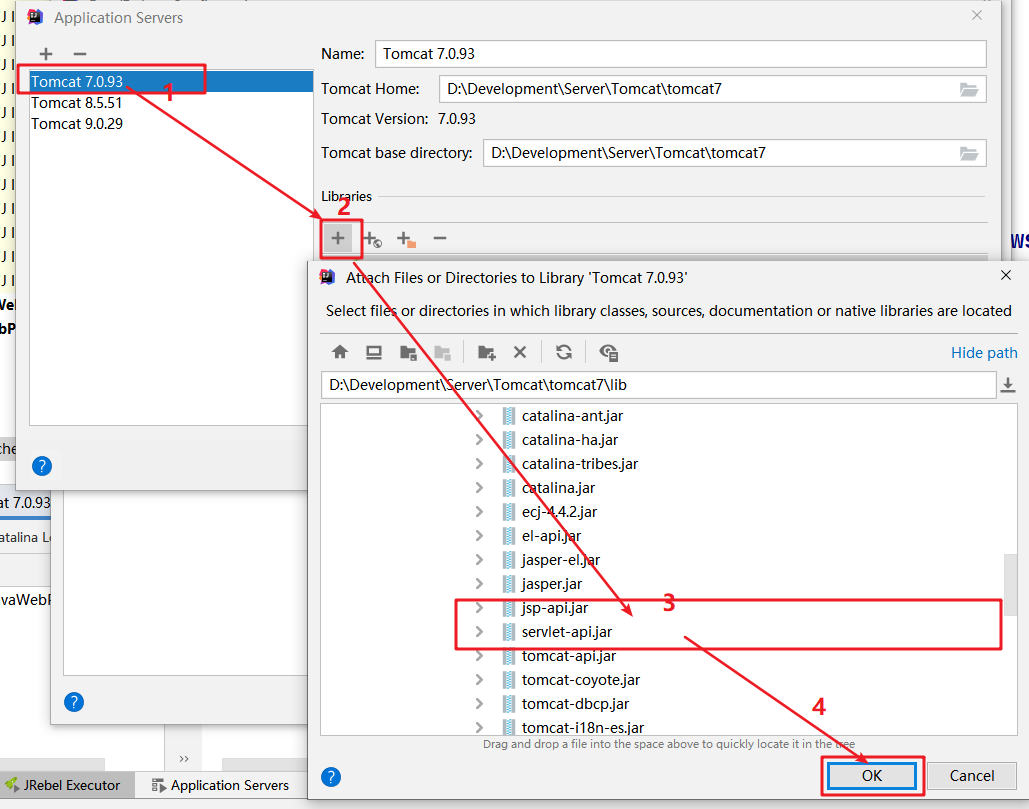 Application Servers
Name: Tomcat 7.0.93
Tomcat 7.0.93
1
Tomcat 8.5.51
Tomcat 9.0.29
Tomcat Home: D:\Development\Server\Tomcat\tomcat7
Tomcat Version: 7.0.93
Tomcat base directory: D:\Development\Server\Tomcat\tomcat7
Libraries
2
Attach Files or Directories to Library 'Tomcat 7.0.93'
Select files or directories in which library classes, sources, documentation or native libraries are located
Hide path
D:\Development\Server\Tomcat\tomcat7\lib
catalina-ant.jar
catalina-ha.jar
catalina-tribes.jar
catalina.jar
ecj-4.4.2.jar
el-api.jar
jasper-el.jar
jasper.jar
jsp-api.jar
3
servlet-api.jar
tomcat-api.jar
tomcat-coyote.jar
tomcat-dbcp.jar
4
tomcat-i18n-es.jar
Drag and drop a file into the space above to quickly locate it in the tree
OK
Cancel
at 7.0.93
atalina Lo
vaWebP
JRebel Executor
Application Servers